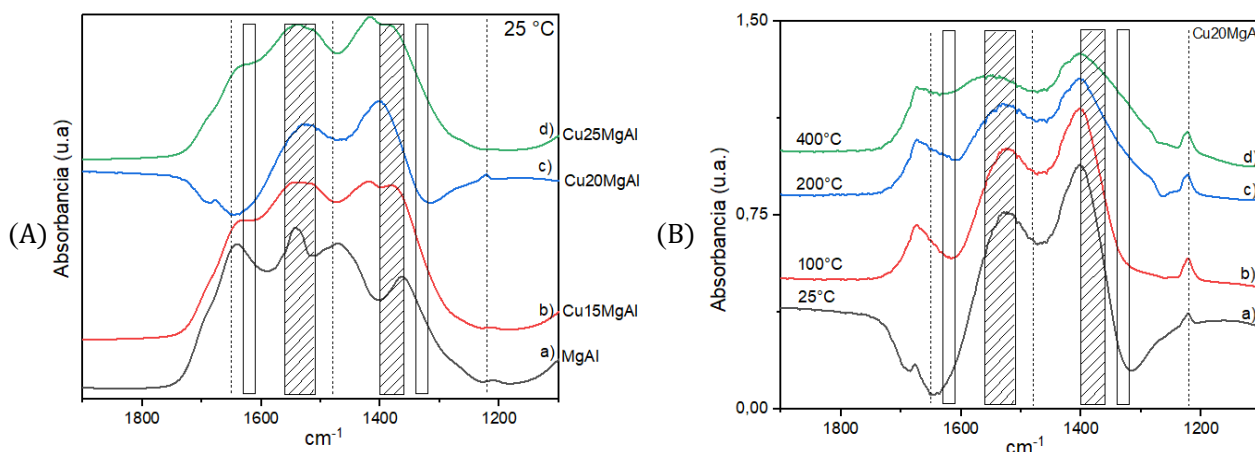 (A)
Absorbancia (u.a)
25 °C
d) Cu25MgAl
c) Cu20MgAl
b) Cu15MgAl
a) MgAl
1800 1600 1400 1200
cm-1
(B)
Absorbancia (u.a.)
1,50
0,75
0,00
Cu20MgAl
400°C
d)
200°C
c)
100°C
b)
25°C
a)
1800 1600 1400 1200
cm-1